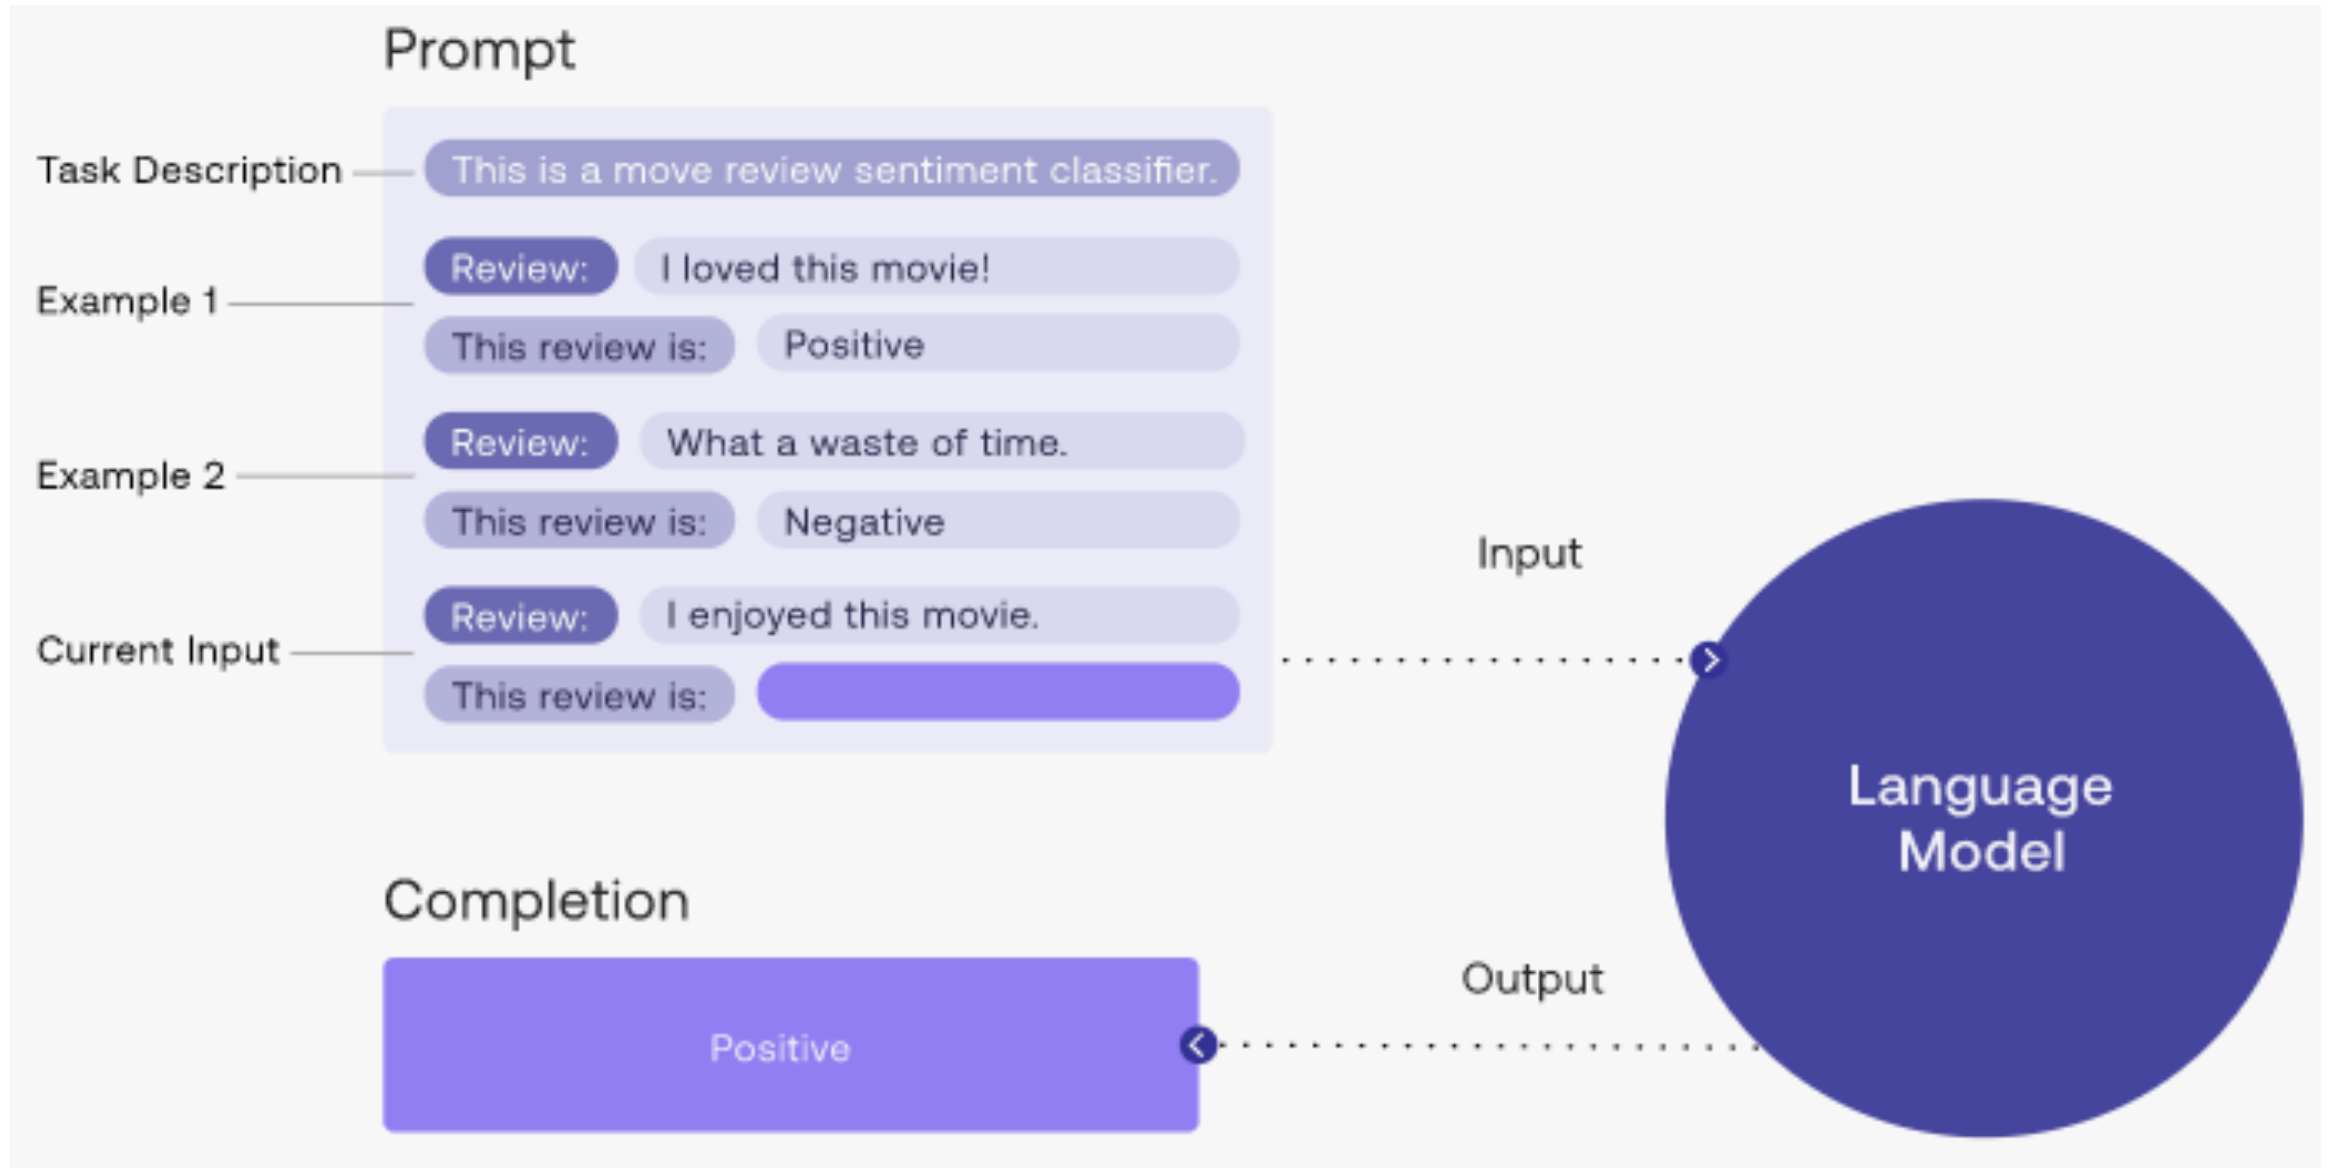 Prompt
Task Description
This is a move review sentiment classifier.
Example 1
Review: I loved this movie!
This review is: Positive
Example 2
Review: What a waste of time.
This review is: Negative
Current Input
Review: I enjoyed this movie.
This review is:
Input
Language
Model
Completion
Positive
Output